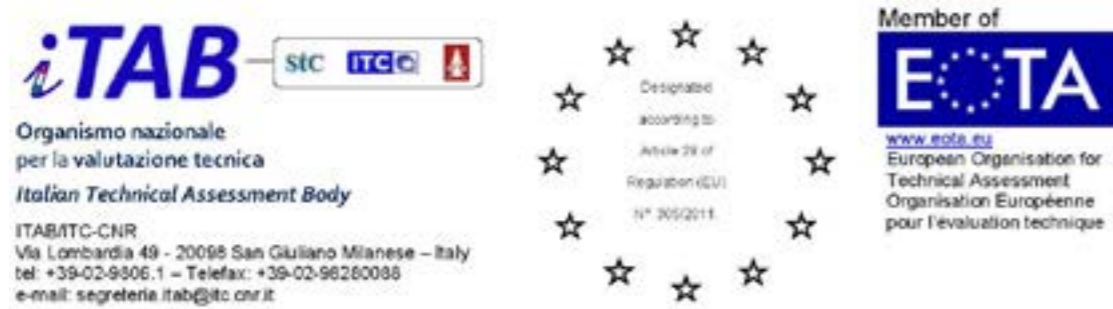 iTAB
stc ITC
Organismo nazionale
per la valutazione tecnica
Italian Technical Assessment Body
ITAB/ITC-CNR
Via Lombardia 49 - 20098 San Giuliano Milanese – Italy
tel: +39-02-9806.1 – Telefax: +39-02-98280088
e-mail: segreteria.itab@itc.cnr.it
Designated
according to
Article 29 of
Regulation (EU)
N° 305/2011.
Member of
EOTA
www.eota.eu
European Organisation for
Technical Assessment
Organisation Européenne
pour l'évaluation technique